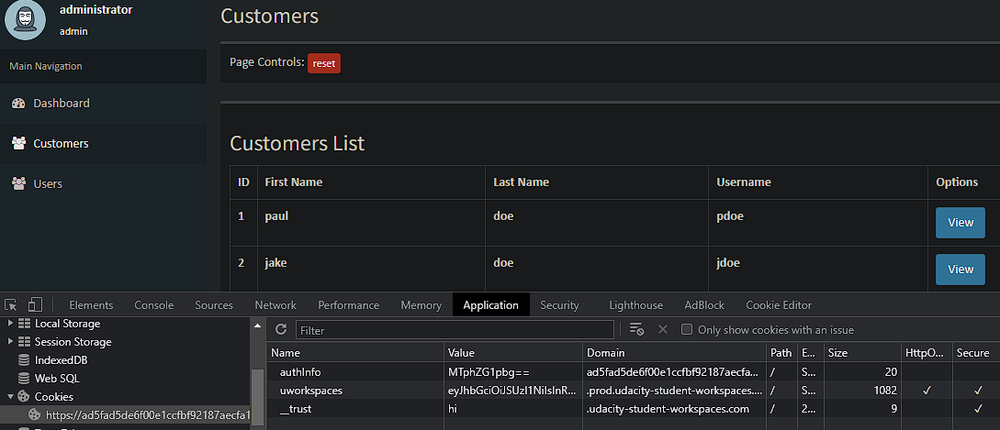 administrator
admin
Main Navigation
Dashboard
Customers
Users
Customers
Page Controls: reset
Customers List
ID First Name Last Name Username Options
1 paul doe pdoe View
2 jake doe jdoe View
Elements Console Sources Network Performance Memory Application Security Lighthouse AdBlock Cookie Editor
Local Storage
Session Storage
IndexedDB
Web SQL
Cookies
https://ad5fad5de6f00e1ccfbf92187aecfa1
Filter Only show cookies with an issue
Name Value Domain Path E... Size HttpO... Secure
authInfo MTphZG1pbg== ad5fad5de6f00e1ccfbf92187aecfa... / S... 20
uworkspaces eyJhbGciOiJSUzI1NiIsInR... .prod.udacity-student-workspaces.... / S... 1082 ✓ ✓
__trust hi .udacity-student-workspaces.com / 2... 9 ✓